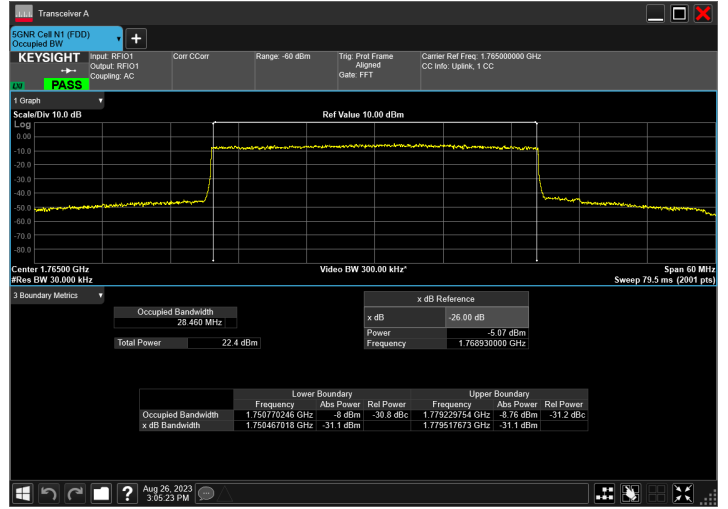 Transceiver A
5GNR Cell N1 (FDD)
Occupied BW
KEYSIGHT
LXI
PASS
Input: RFIO1
Output: RFIO1
Coupling: AC
Corr CCorr
Range: -60 dBm
Trig: Prot Frame
Aligned
Gate: FFT
Carrier Ref Freq: 1.765000000 GHz
CC Info: Uplink, 1 CC
1 Graph
Scale/Div 10.0 dB
Ref Value 10.00 dBm
Log
0.00
-10.0
-20.0
-30.0
-40.0
-50.0
-60.0
-70.0
-80.0
Center 1.76500 GHz
Video BW 300.00 kHz*
Span 60 MHz
#Res BW 30.000 kHz
Sweep 79.5 ms (2001 pts)
3 Boundary Metrics
Occupied Bandwidth
28.460 MHz
Total Power 22.4 dBm
x dB Reference
x dB -26.00 dB
Power -5.07 dBm
Frequency 1.768930000 GHz
Lower Boundary Upper Boundary
Frequency Abs Power Rel Power Frequency Abs Power Rel Power
Occupied Bandwidth 1.750770246 GHz -8 dBm -30.8 dBc 1.779229754 GHz -8.76 dBm -31.2 dBc
x dB Bandwidth 1.750467018 GHz -31.1 dBm 1.779517673 GHz -31.1 dBm
Aug 26, 2023
3:05:23 PM